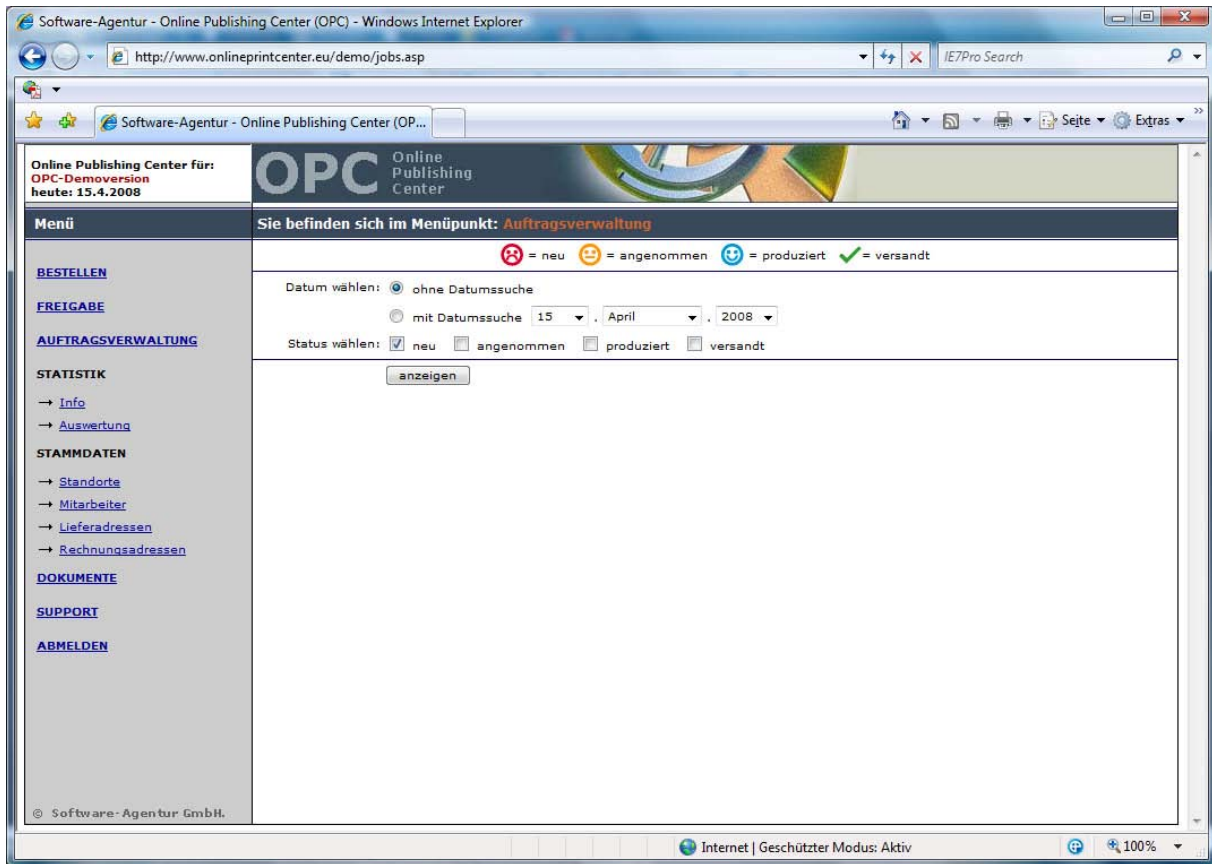 Software-Agentur - Online Publishing Center (OPC) - Windows Internet Explorer
http://www.onlineprintcenter.eu/demo/jobs.asp
IE7Pro Search
Software-Agentur - Online Publishing Center (OP...
Seite
Extras
Online Publishing Center für:
OPC-Demoversion
heute: 15.4.2008
OPC Online
Publishing
Center
Menü
Sie befinden sich im Menüpunkt: Auftragsverwaltung
= neu = angenommen = produziert = versandt
BESTELLEN
FREIGABE
AUFTRAGSVERWALTUNG
STATISTIK
→ Info
→ Auswertung
STAMMDATEN
→ Standorte
→ Mitarbeiter
→ Lieferadressen
→ Rechnungsadressen
DOKUMENTE
SUPPORT
ABMELDEN
© Software-Agentur GmbH.
Datum wählen: ohne Datumssuche
mit Datumssuche 15 . April . 2008
Status wählen: neu angenommen produziert versandt
anzeigen
Internet | Geschützter Modus: Aktiv
100%